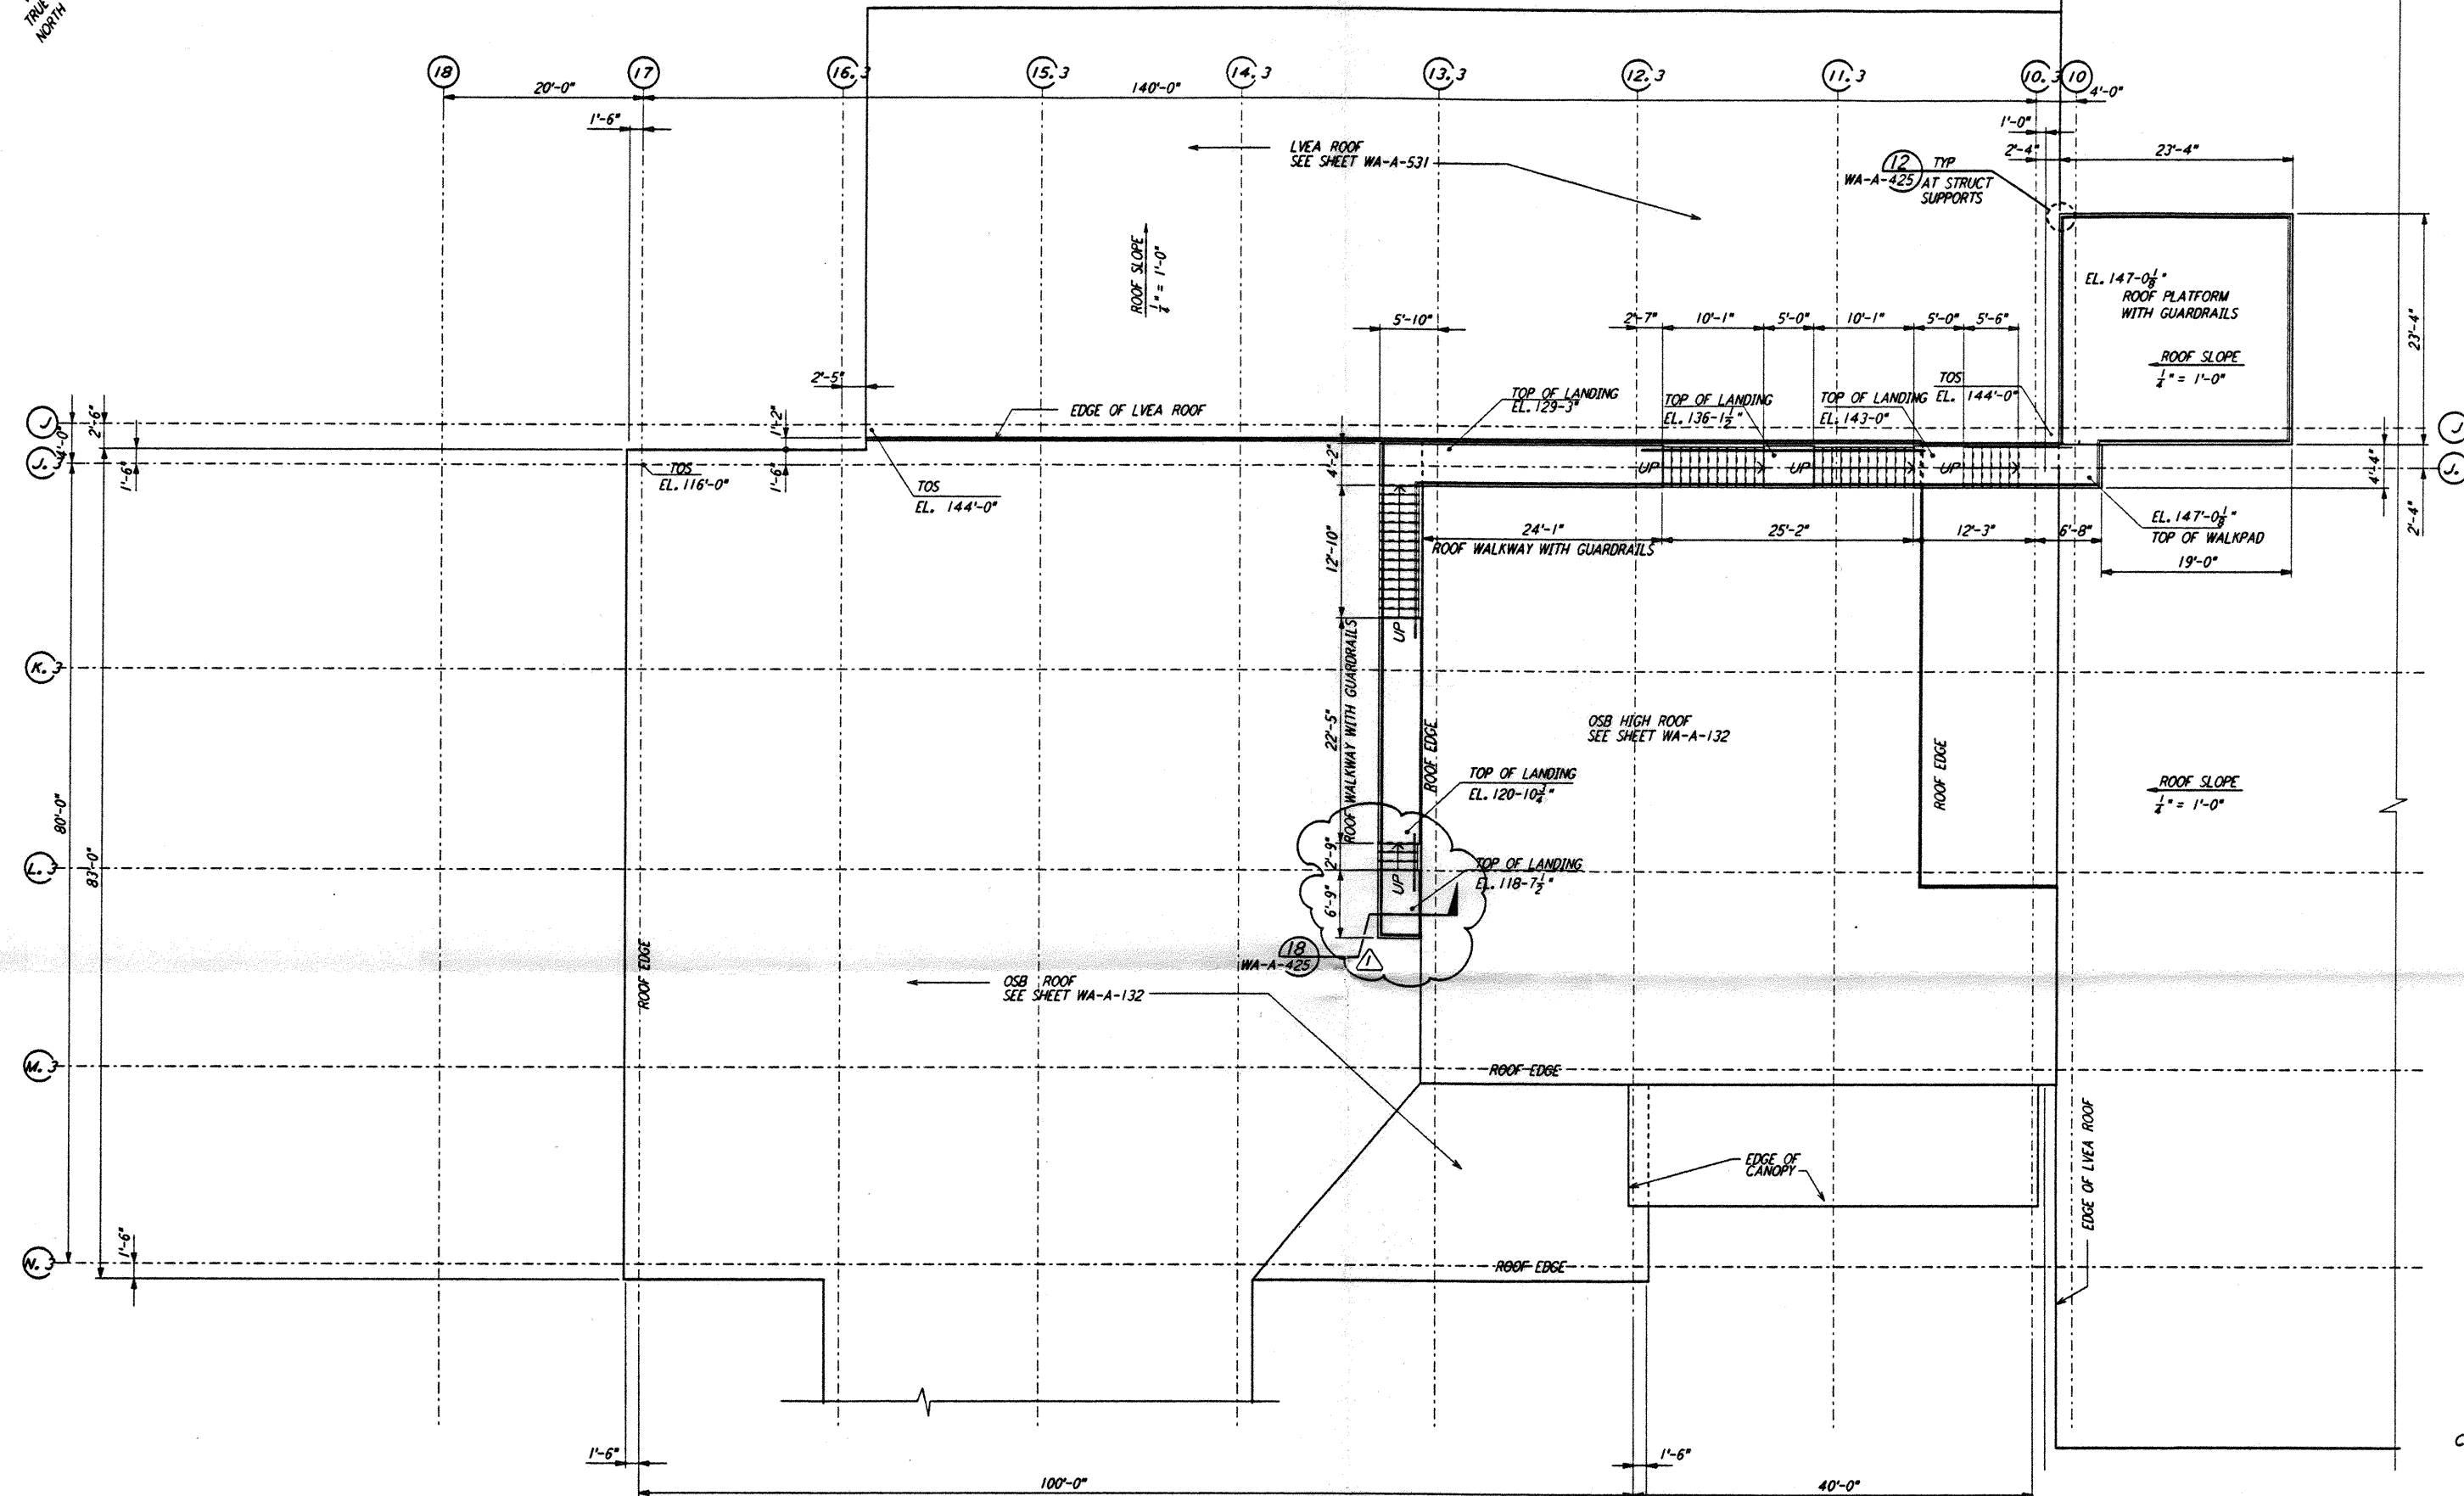 TRUE
NORTH
18
17
16.3
15.3
14.3
13.3
12.3
11.3
10.3
10
20'-0"
140'-0"
4'-0"
1'-6"
1'-0"
2'-4"
23'-4"
LVEA ROOF
SEE SHEET WA-A-531
12
WA-A-425
TYP
AT STRUCT
SUPPORTS
ROOF SLOPE
1/4" = 1'-0"
EL. 147-0 1/8"
ROOF PLATFORM
WITH GUARDRAILS
ROOF SLOPE
1/4" = 1'-0"
23'-4"
5'-10"
2'-7"
10'-1"
5'-0"
10'-1"
5'-0"
5'-6"
2'-5"
TOP OF LANDING
EL. 129-3"
TOP OF LANDING
EL. 136-1 1/2"
TOP OF LANDING
EL. 143-0"
TOS
EL. 144'-0"
J
J.3
4'-0"
2'-6"
1'-6"
EDGE OF LVEA ROOF
1'-2"
1'-6"
J
J.
TOS
EL. 116'-0"
TOS
EL. 144'-0"
4'-2"
UP
UP
UP
4'-4"
2'-4"
24'-1"
25'-2"
12'-3"
6'-8"
ROOF WALKWAY WITH GUARDRAILS
EL. 147'-0 1/8"
TOP OF WALKPAD
19'-0"
12'-10"
UP
K.3
ROOF WALKWAY WITH GUARDRAILS
22'-5"
ROOF EDGE
OSB HIGH ROOF
SEE SHEET WA-A-132
ROOF EDGE
ROOF SLOPE
1/4" = 1'-0"
TOP OF LANDING
EL. 120-10 3/4"
80'-0"
83'-0"
L.3
2'-9"
UP
6'-9"
TOP OF LANDING
EL. 118-7 1/2"
18
WA-A-425
1
ROOF EDGE
OSB ROOF
SEE SHEET WA-A-132
M.3
ROOF EDGE
EDGE OF
CANOPY
EDGE OF LVEA ROOF
1'-6"
N.3
ROOF EDGE
1'-6"
1'-6"
100'-0"
40'-0"